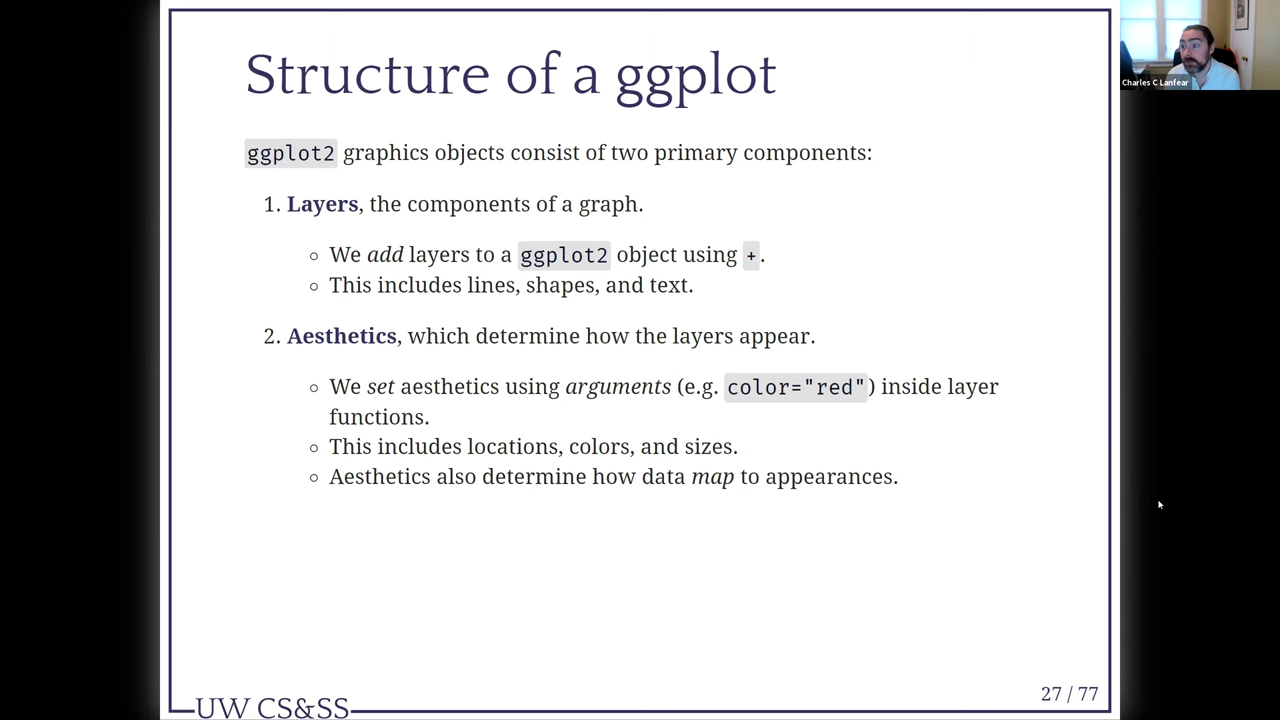 Structure of a ggplot
Charles C Lanfear
ggplot2 graphics objects consist of two primary components:
1. Layers, the components of a graph.
◦ We add layers to a ggplot2 object using +.
◦ This includes lines, shapes, and text.
2. Aesthetics, which determine how the layers appear.
◦ We set aesthetics using arguments (e.g. color="red") inside layer
functions.
◦ This includes locations, colors, and sizes.
◦ Aesthetics also determine how data map to appearances.
UW CS&SS
27 / 77